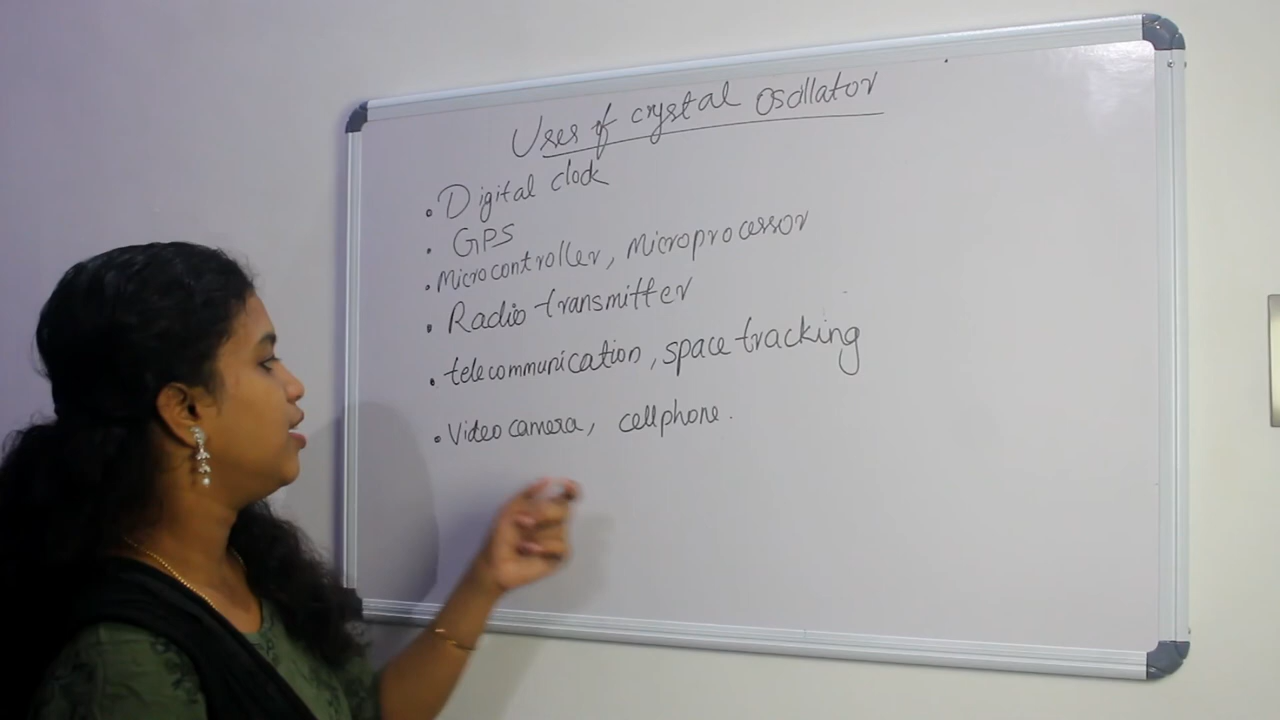 Uses of crystal oscillator
• Digital clock
• GPS
• Microcontroller, Microprocessor
• Radio transmitter
• telecommunication, space tracking
• Video camera, cellphone.